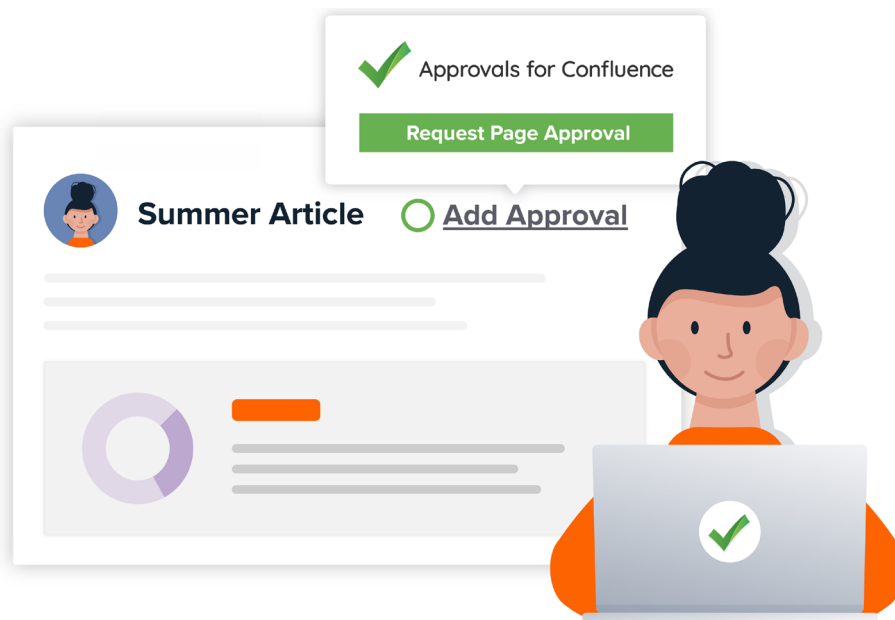 Approvals for Confluence
Request Page Approval
Summer Article
Add Approval